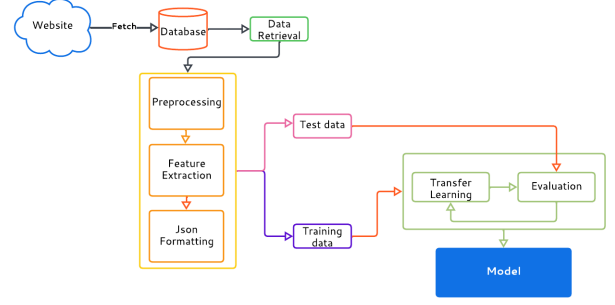 Website
Fetch
Database
Data
Retrieval
Preprocessing
Feature
Extraction
Json
Formatting
Test data
Training
data
Transfer
Learning
Evaluation
Model